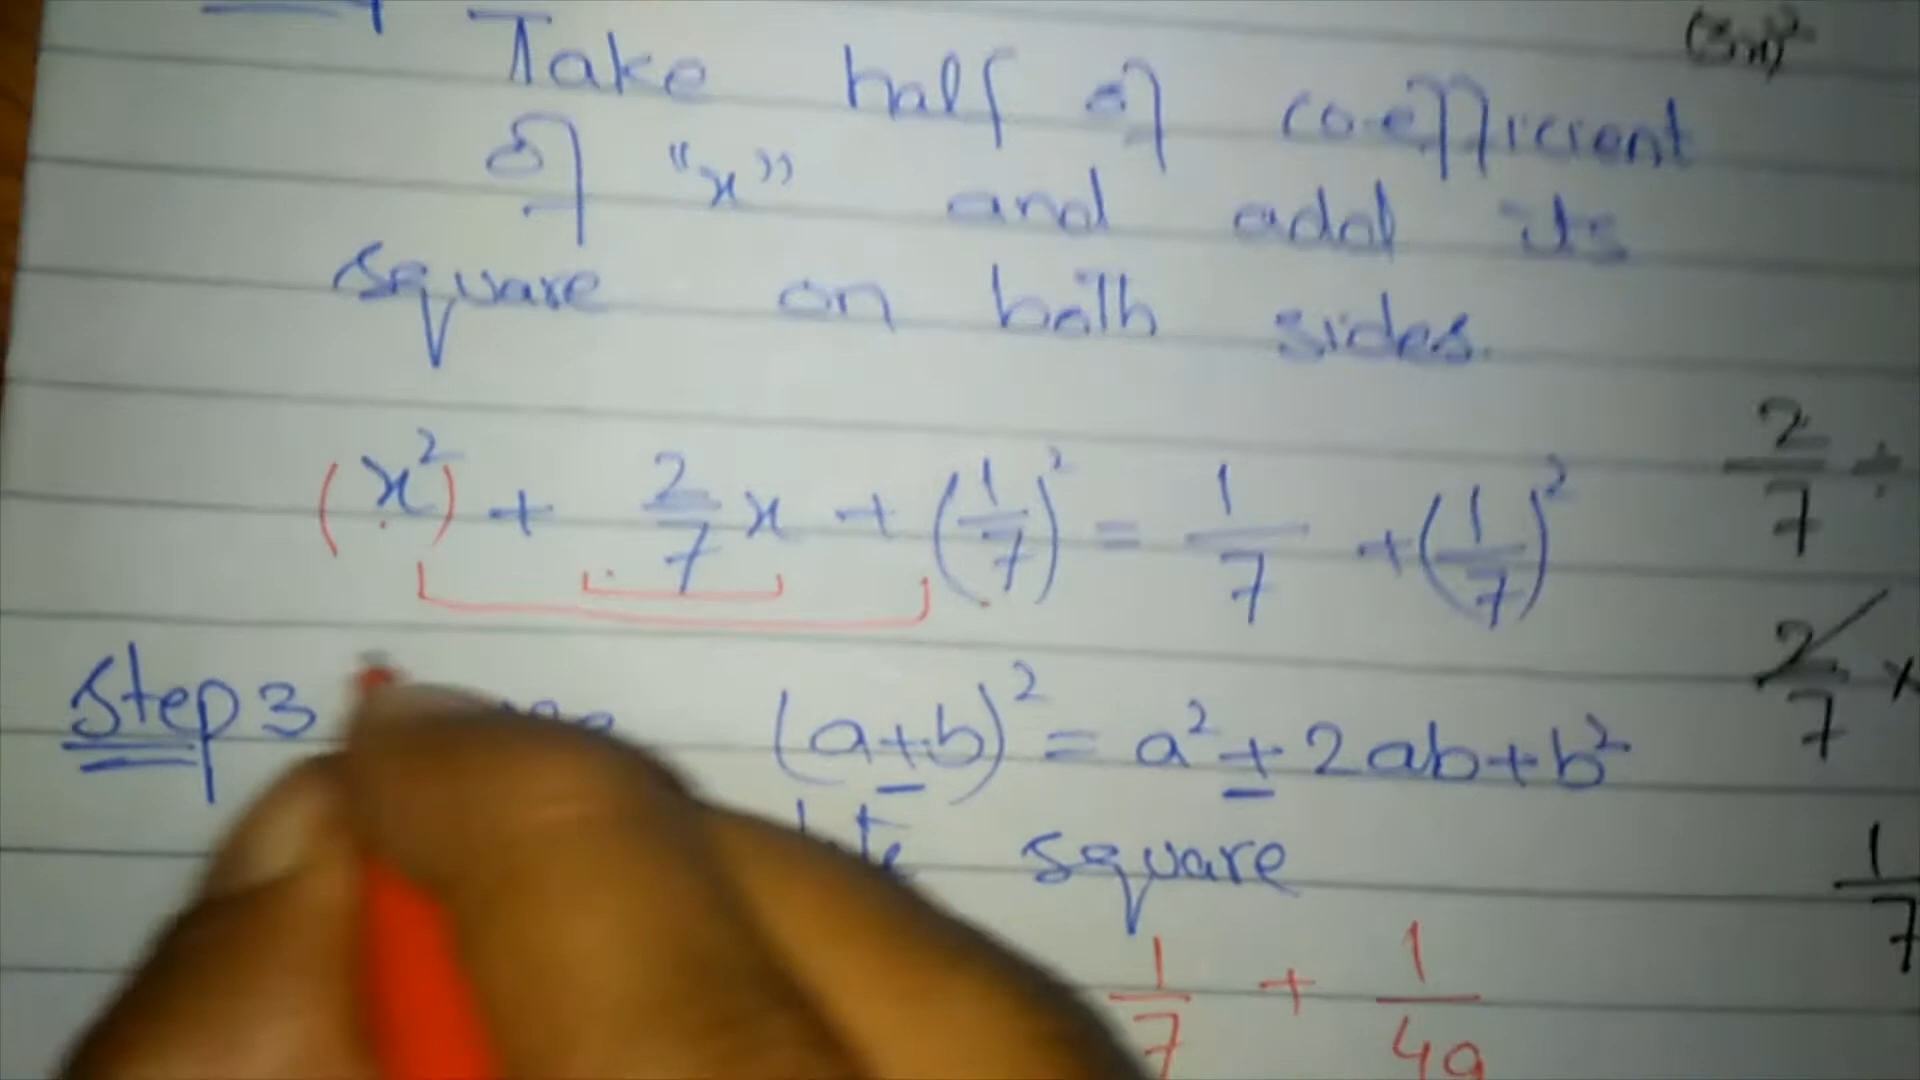 Take half of co-efficient
of "x" and add its
square on both sides.
(x²) + 2/7 x + (1/7)² = 1/7 + (1/7)²
2/7 ÷
2/7 ×
1/7
Step 3 (a±b)² = a² ± 2ab + b²
square
1/7 + 1/49